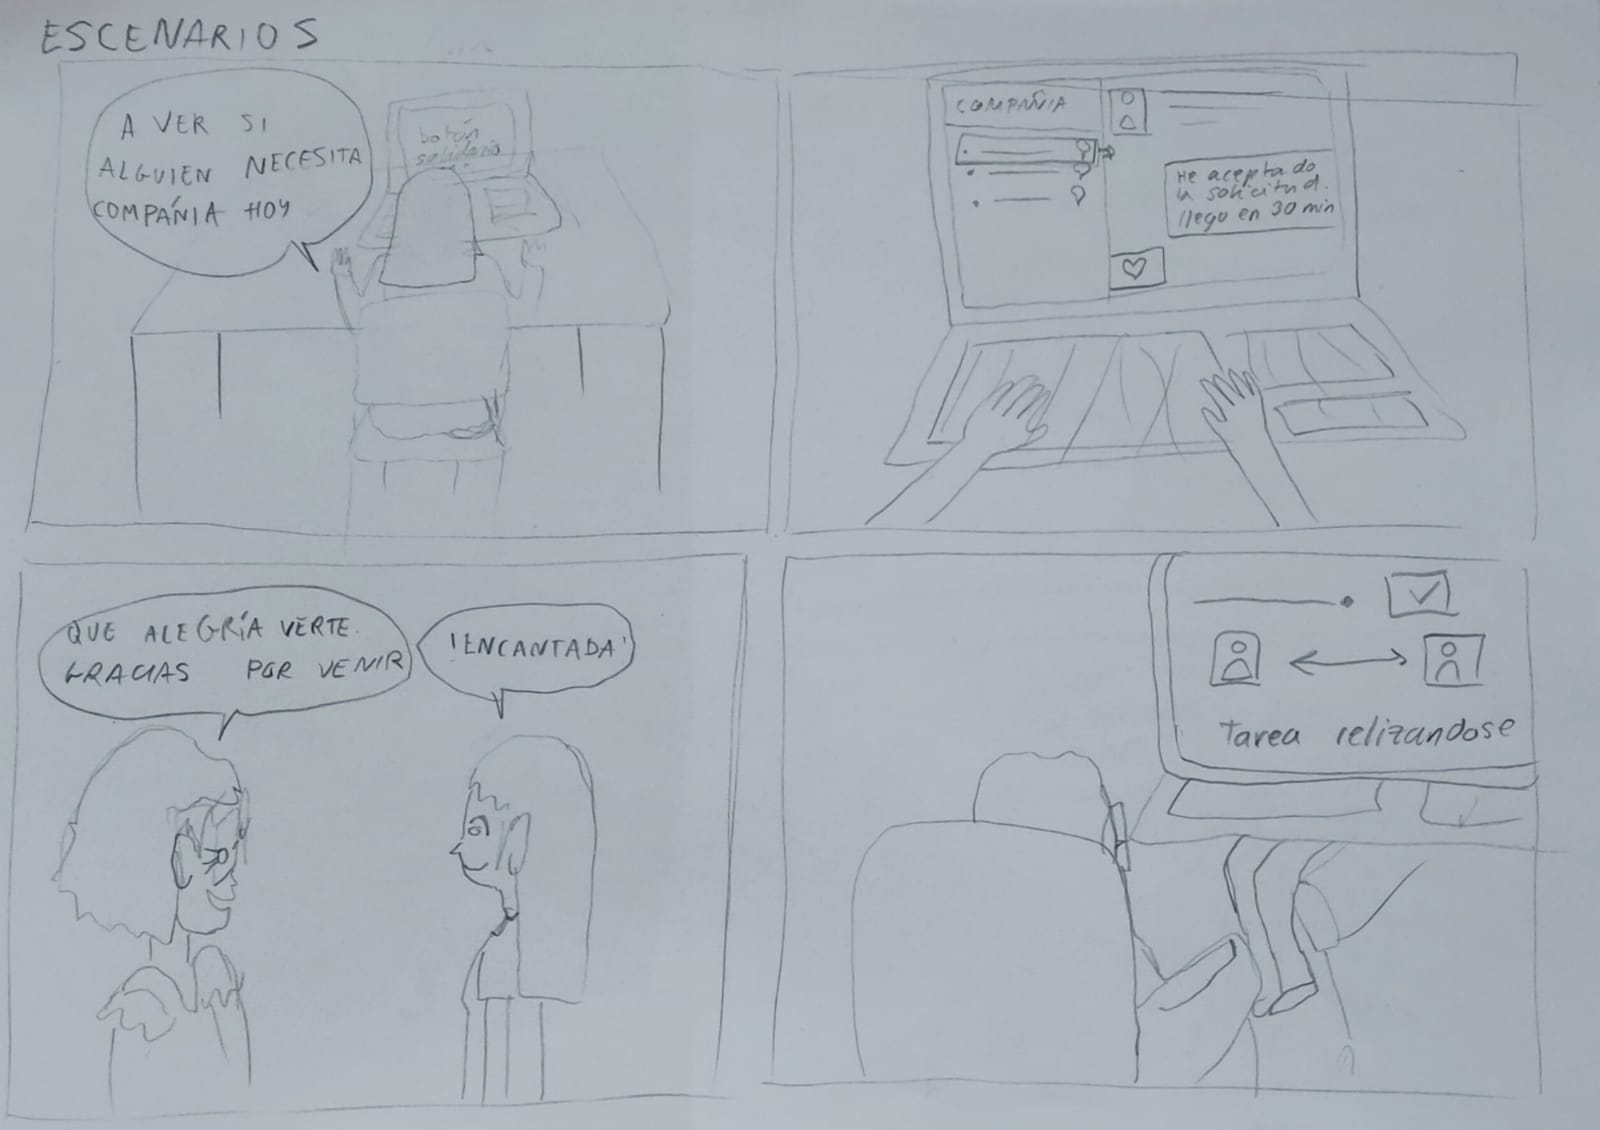 ESCENARIOS
A VER SI
ALGUIEN NECESITA
COMPAÑIA HOY
botón
solidario
COMPAÑIA
He aceptado
la solicitud.
llego en 30 min
QUE ALEGRÍA VERTE.
GRACIAS POR VENIR
!ENCANTADA!
Tarea relizandose